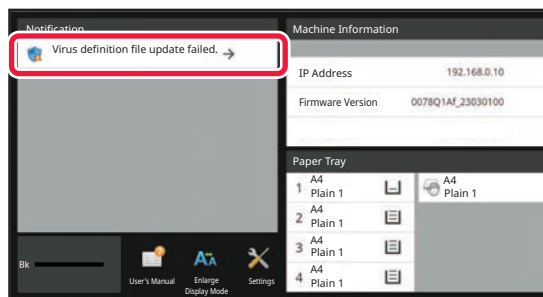 Notification
Virus definition file update failed.
Machine Information
IP Address 192.168.0.10
Firmware Version 0078Q1Af_23030100
Paper Tray
1 A4
Plain 1
A4
Plain 1
2 A4
Plain 1
3 A4
Plain 1
4 A4
Plain 1
Bk
User's Manual
Enlarge
Display Mode
Settings